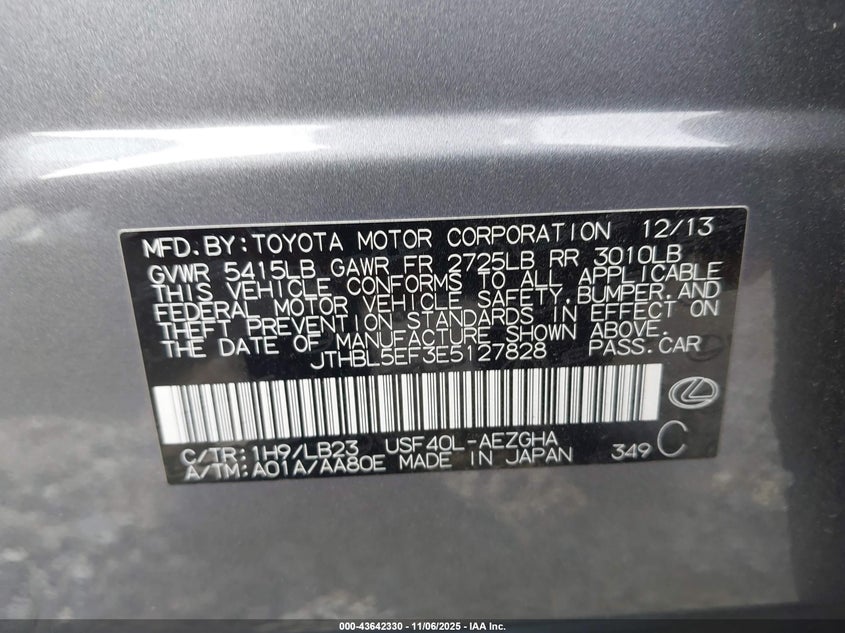 MFD. BY: TOYOTA MOTOR CORPORATION 12/13
GVWR 5415LB GAWR FR 2725LB RR 3010LB
THIS VEHICLE CONFORMS TO ALL APPLICABLE
FEDERAL MOTOR VEHICLE SAFETY, BUMPER, AND
THEFT PREVENTION STANDARDS IN EFFECT ON
THE DATE OF MANUFACTURE SHOWN ABOVE.
JTHBL5EF3E5127828 PASS. CAR
C/TR: 1H9/LB23 USF40L-AEZGHA
A/TM: A01A/AA80E MADE IN JAPAN 349 C
000-43642330 - 11/06/2025 - IAA Inc.